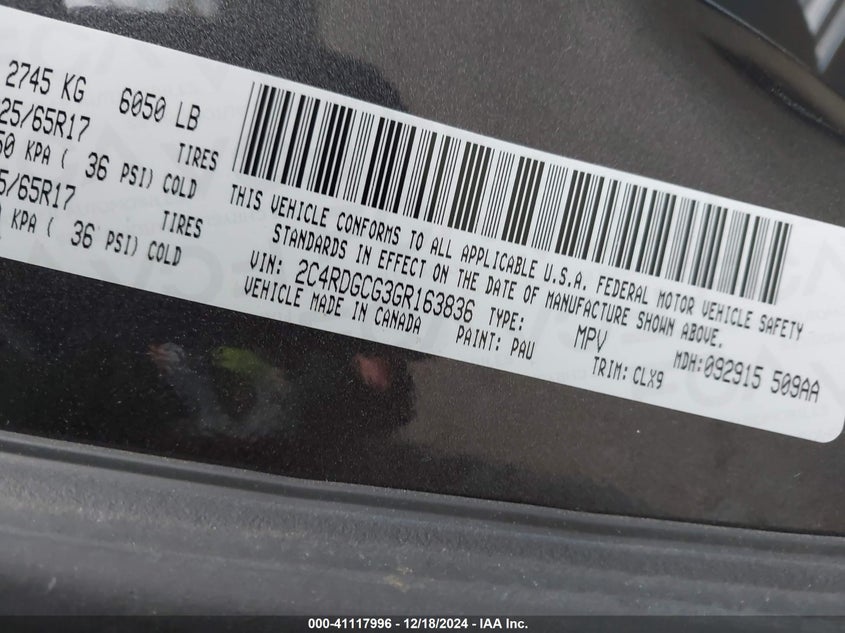 2745 KG 6050 LB
25/65R17
50 KPA ( 36 PSI) COLD TIRES
5/65R17
KPA ( 36 PSI) COLD TIRES
THIS VEHICLE CONFORMS TO ALL APPLICABLE U.S.A. FEDERAL MOTOR VEHICLE SAFETY
STANDARDS IN EFFECT ON THE DATE OF MANUFACTURE SHOWN ABOVE.
VIN: 2C4RDGCG3GR163836 TYPE: MPV MDH:092915 509AA
VEHICLE MADE IN CANADA PAINT: PAU TRIM: CLX9
000-41117996 - 12/18/2024 - IAA Inc.